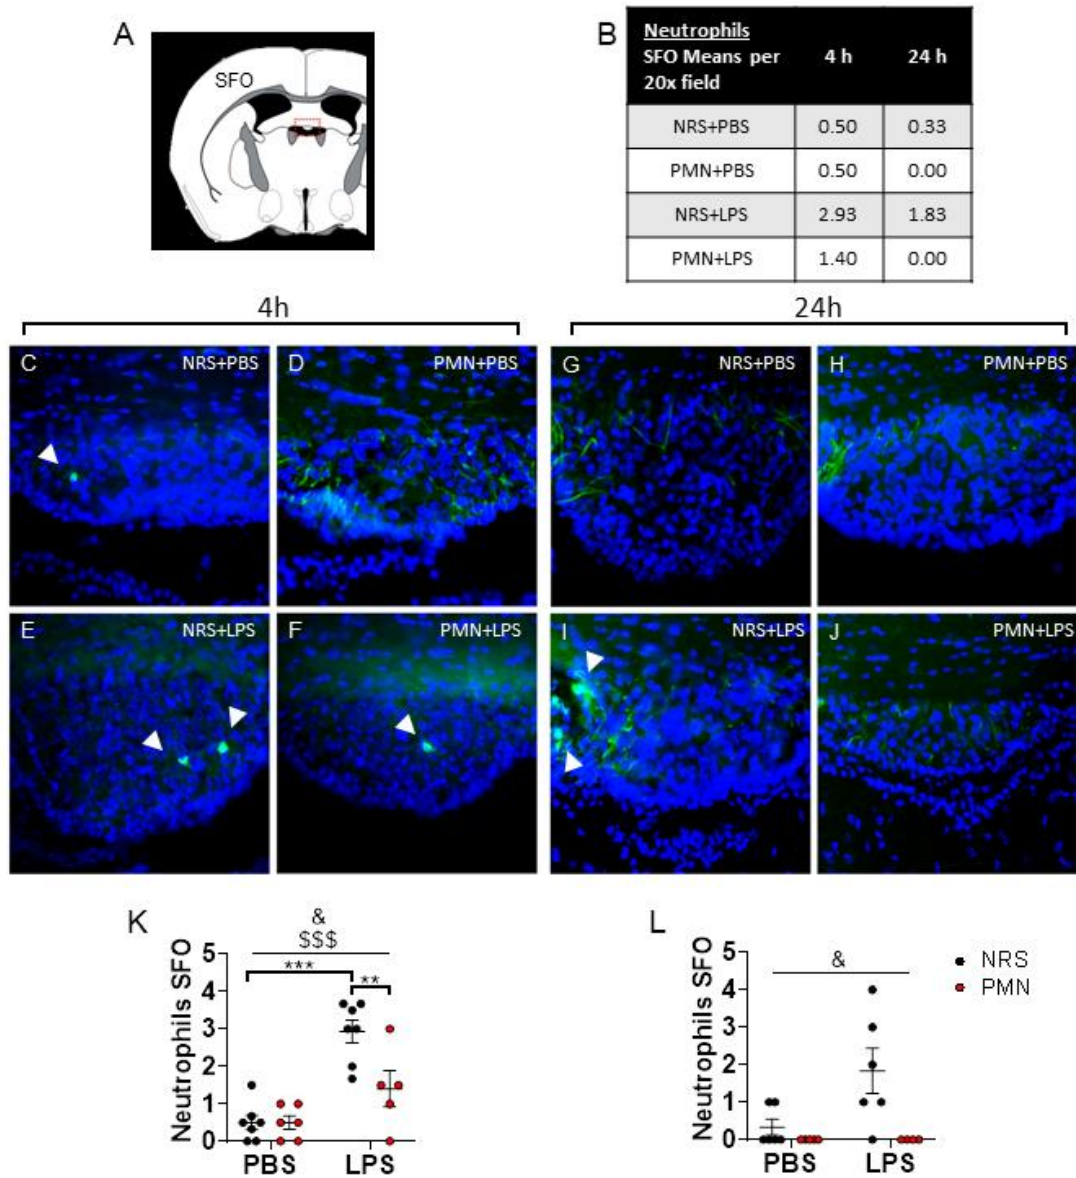 A
SFO
B
Neutrophils
SFO Means per
20x field
4 h
24 h
NRS+PBS
0.50
0.33
PMN+PBS
0.50
0.00
NRS+LPS
2.93
1.83
PMN+LPS
1.40
0.00
4h
24h
C
NRS+PBS
D
PMN+PBS
G
NRS+PBS
H
PMN+PBS
E
NRS+LPS
F
PMN+LPS
I
NRS+LPS
J
PMN+LPS
K
&
$$$
***
**
Neutrophils SFO
5
4
3
2
1
0
PBS
LPS
L
&
Neutrophils SFO
5
4
3
2
1
0
PBS
LPS
NRS
PMN